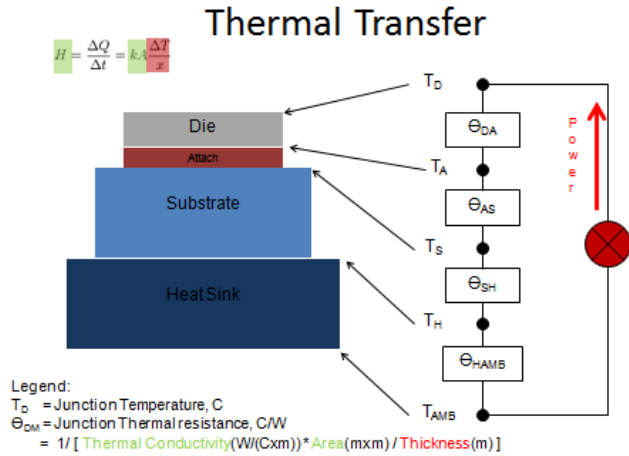 Thermal Transfer
H = ΔQ/Δt = kA ΔT/x
T_D
Die
Θ_DA
Attach
T_A
Substrate
Θ_AS
T_S
Heat Sink
Θ_SH
T_H
Θ_HAMB
T_AMB
Power
Legend:
T_D = Junction Temperature, C
Θ_DM = Junction Thermal resistance, C/W
= 1/ [ Thermal Conductivity(W/(Cxm)) * Area(mxm) / Thickness(m) ]